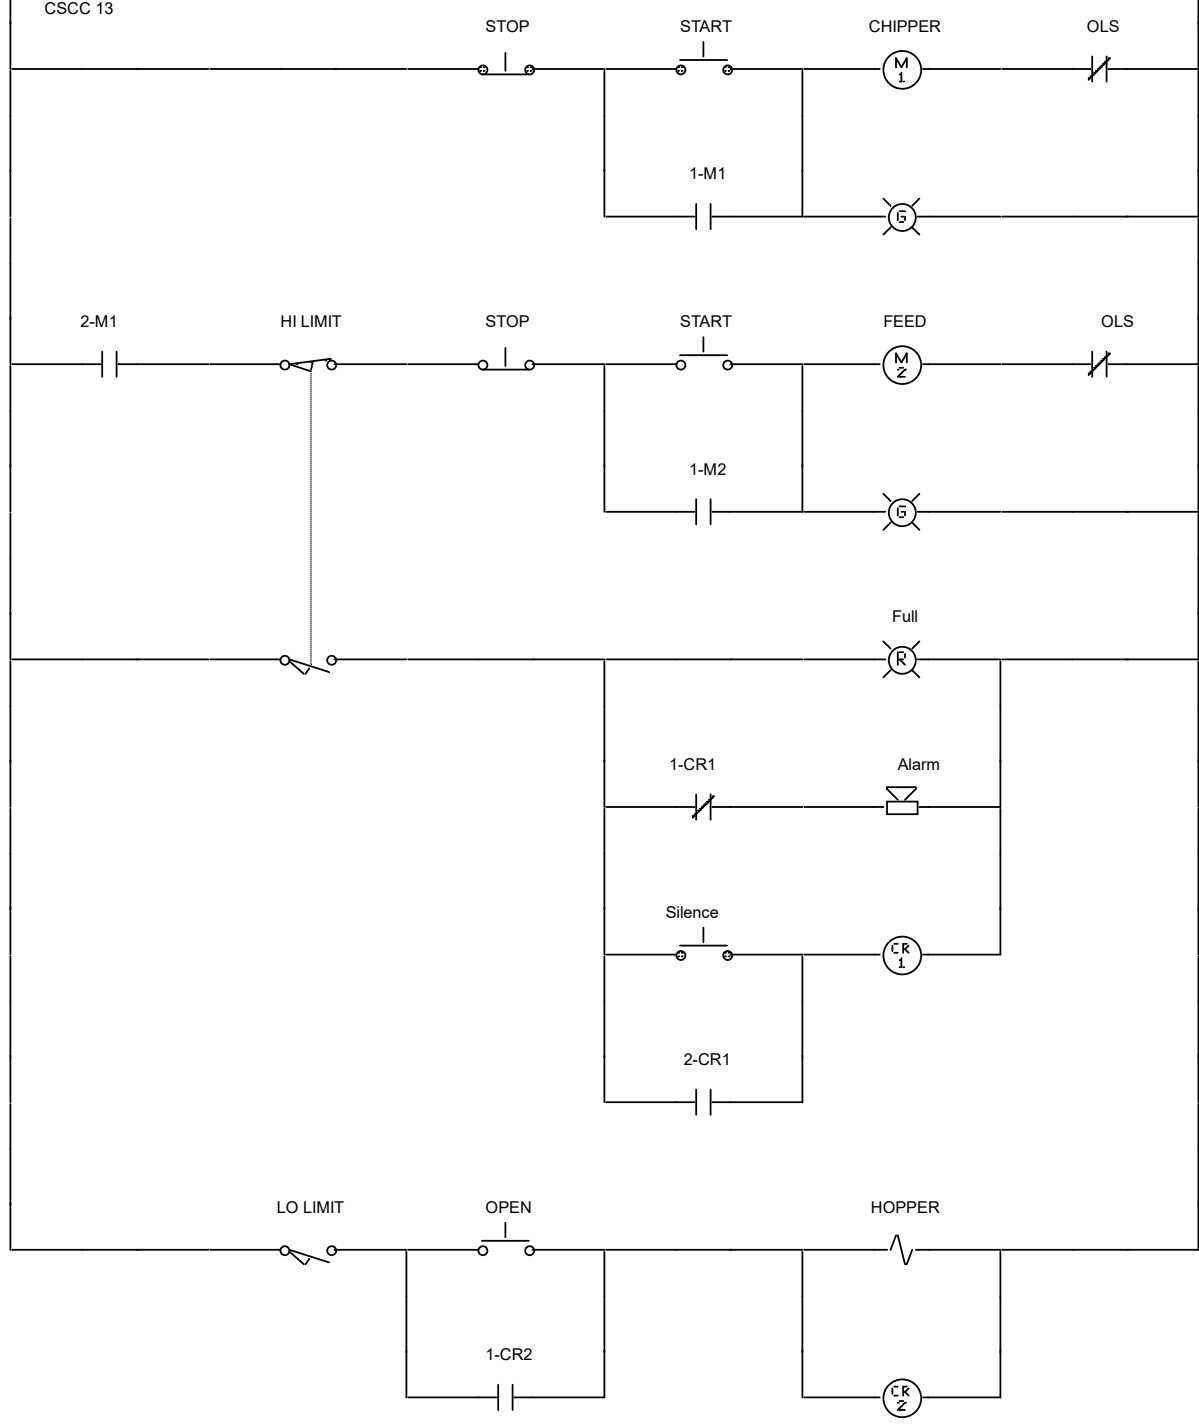 CSCC 13
STOP START CHIPPER OLS
M
1
1-M1
G
2-M1 HI LIMIT STOP START FEED OLS
M
2
1-M2
G
Full
R
1-CR1 Alarm
Silence
CR
1
2-CR1
LO LIMIT OPEN HOPPER
1-CR2
CR
2